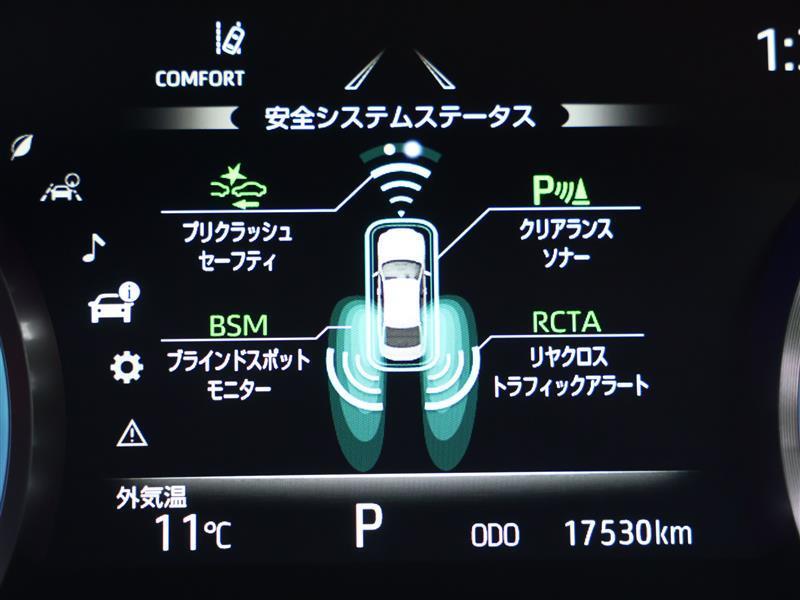 COMFORT
1:
安全システムステータス
プリクラッシュ
セーフティ
P
クリアランス
ソナー
BSM
ブラインドスポット
モニター
RCTA
リヤクロス
トラフィックアラート
外気温
11℃
P
ODO 17530km